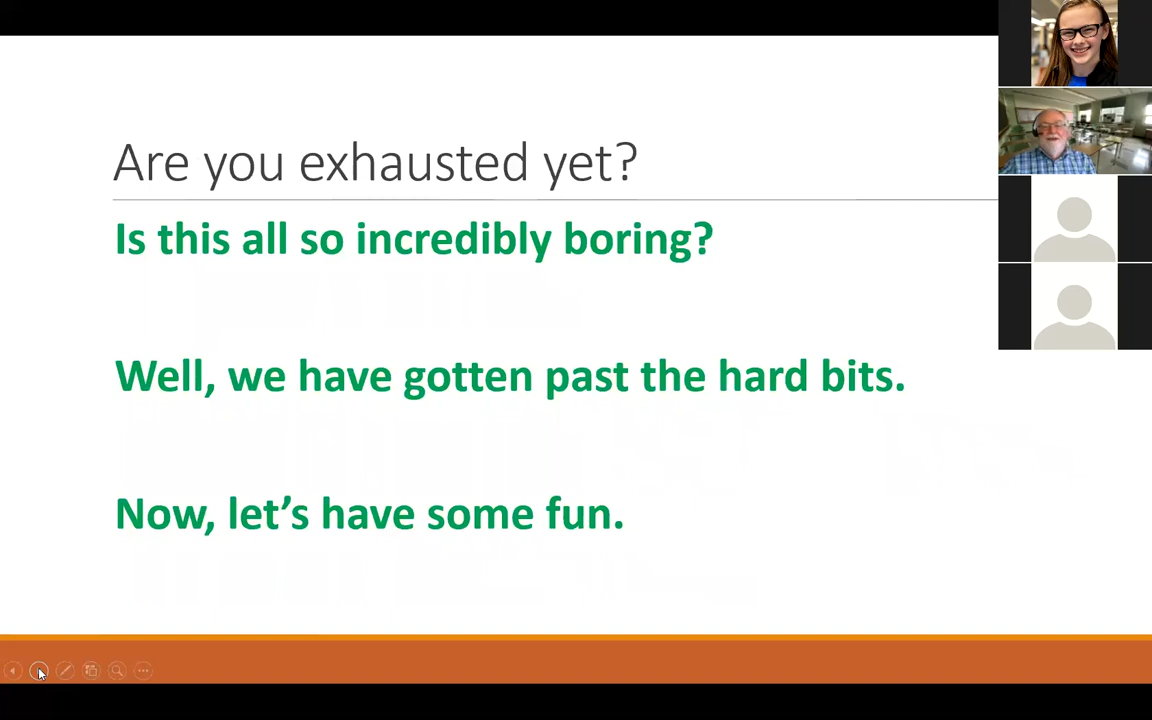 Are you exhausted yet?
Is this all so incredibly boring?
Well, we have gotten past the hard bits.
Now, let’s have some fun.